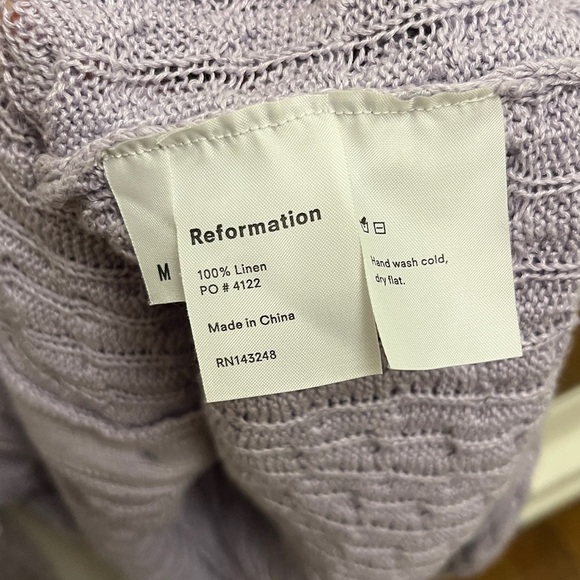 M
Reformation
100% Linen
PO # 4122
Made in China
RN143248
Hand wash cold,
dry flat.